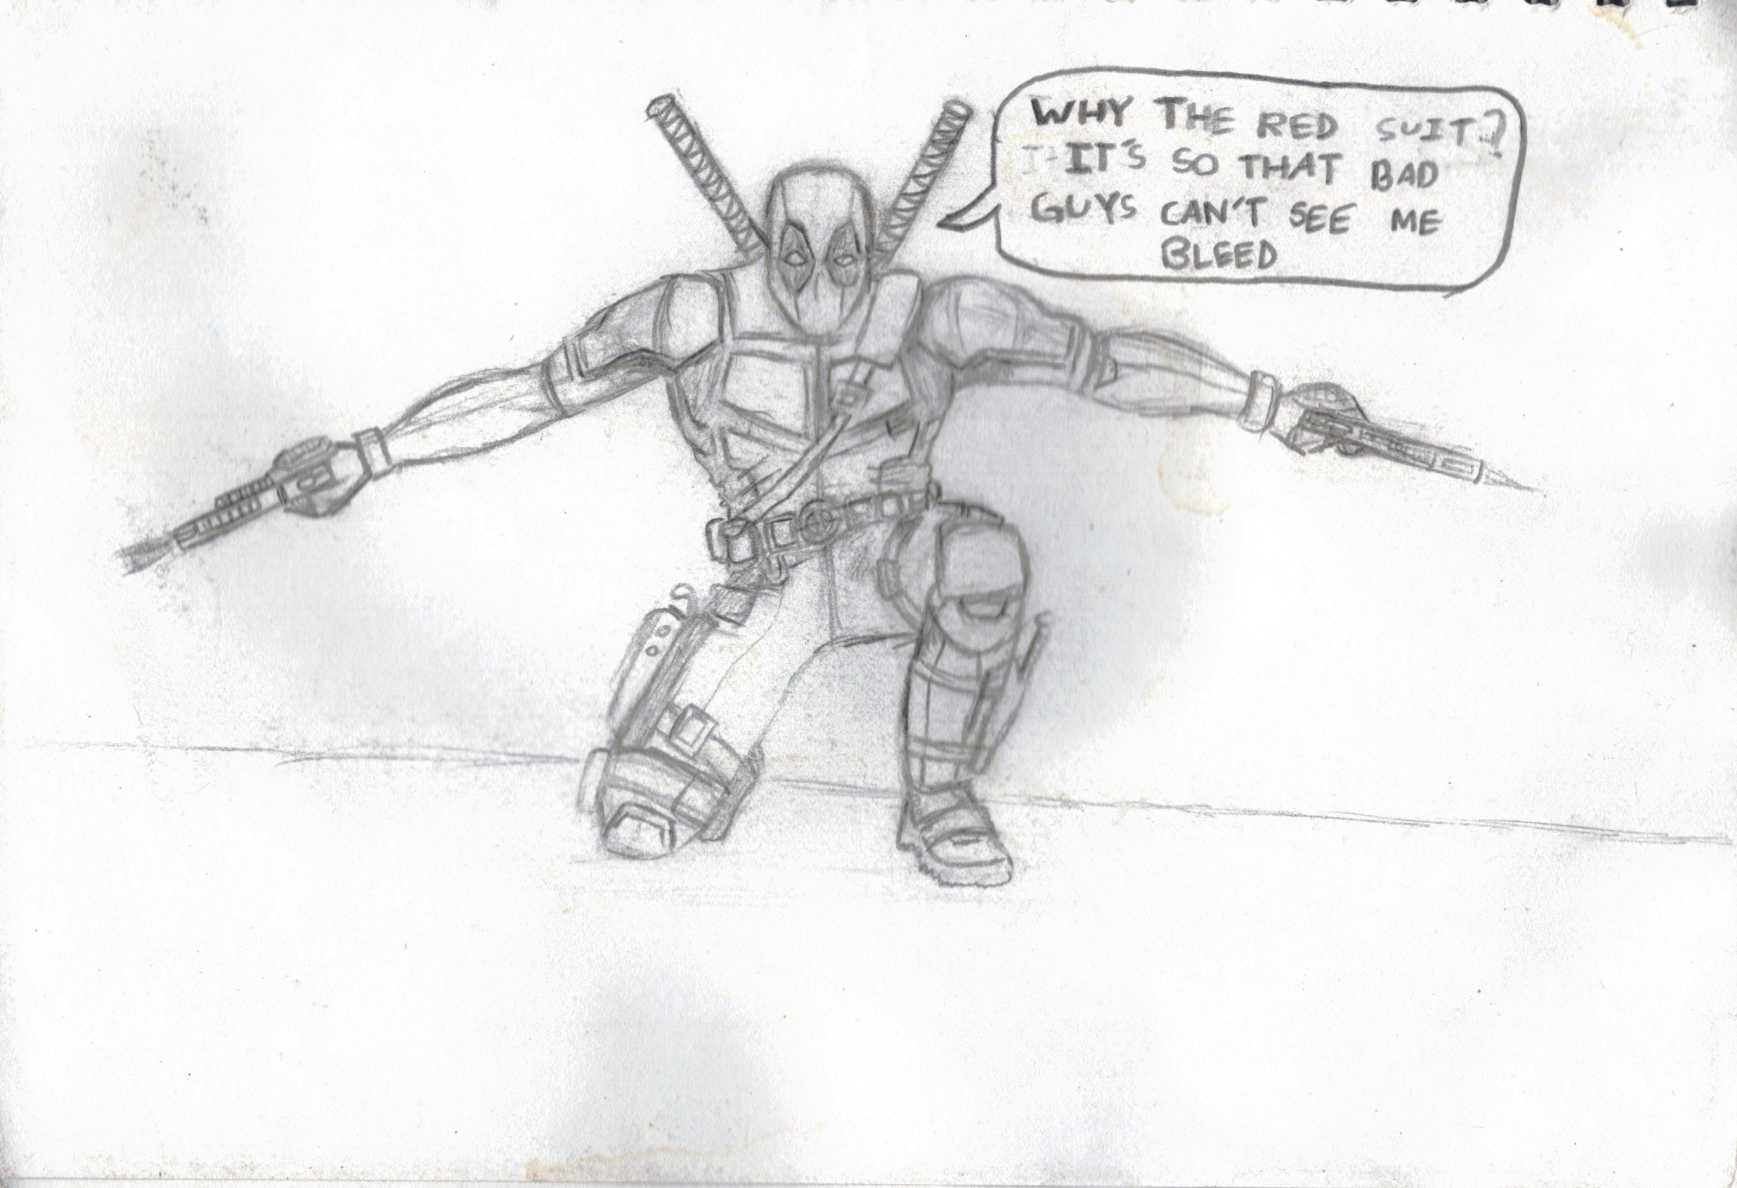 WHY THE RED SUIT?
IT'S SO THAT BAD
GUYS CAN'T SEE ME
BLEED